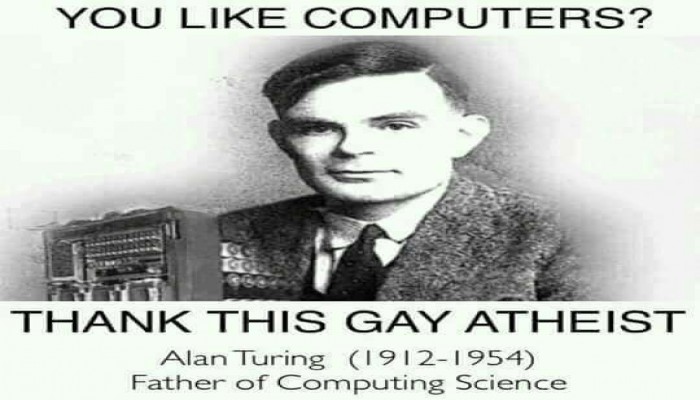 YOU LIKE COMPUTERS?
THANK THIS GAY ATHEIST
Alan Turing (1912-1954)
Father of Computing Science